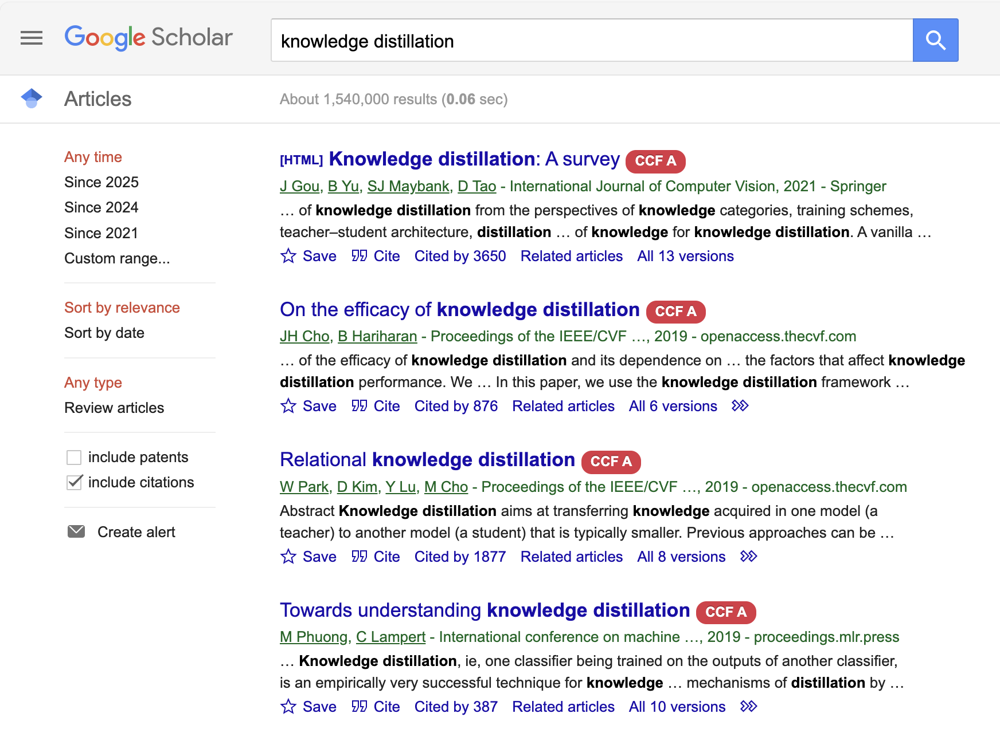 Google Scholar
knowledge distillation
Articles
About 1,540,000 results (0.06 sec)
Any time
Since 2025
Since 2024
Since 2021
Custom range...
Sort by relevance
Sort by date
Any type
Review articles
include patents
include citations
Create alert
[HTML] Knowledge distillation: A survey CCF A
J Gou, B Yu, SJ Maybank, D Tao - International Journal of Computer Vision, 2021 - Springer
… of knowledge distillation from the perspectives of knowledge categories, training schemes,
teacher–student architecture, distillation … of knowledge for knowledge distillation. A vanilla …
Save Cite Cited by 3650 Related articles All 13 versions
On the efficacy of knowledge distillation CCF A
JH Cho, B Hariharan - Proceedings of the IEEE/CVF …, 2019 - openaccess.thecvf.com
… of the efficacy of knowledge distillation and its dependence on … the factors that affect knowledge
distillation performance. We … In this paper, we use the knowledge distillation framework …
Save Cite Cited by 876 Related articles All 6 versions
Relational knowledge distillation CCF A
W Park, D Kim, Y Lu, M Cho - Proceedings of the IEEE/CVF …, 2019 - openaccess.thecvf.com
Abstract Knowledge distillation aims at transferring knowledge acquired in one model (a
teacher) to another model (a student) that is typically smaller. Previous approaches can be …
Save Cite Cited by 1877 Related articles All 8 versions
Towards understanding knowledge distillation CCF A
M Phuong, C Lampert - International conference on machine …, 2019 - proceedings.mlr.press
… Knowledge distillation, ie, one classifier being trained on the outputs of another classifier,
is an empirically very successful technique for knowledge … mechanisms of distillation by …
Save Cite Cited by 387 Related articles All 10 versions